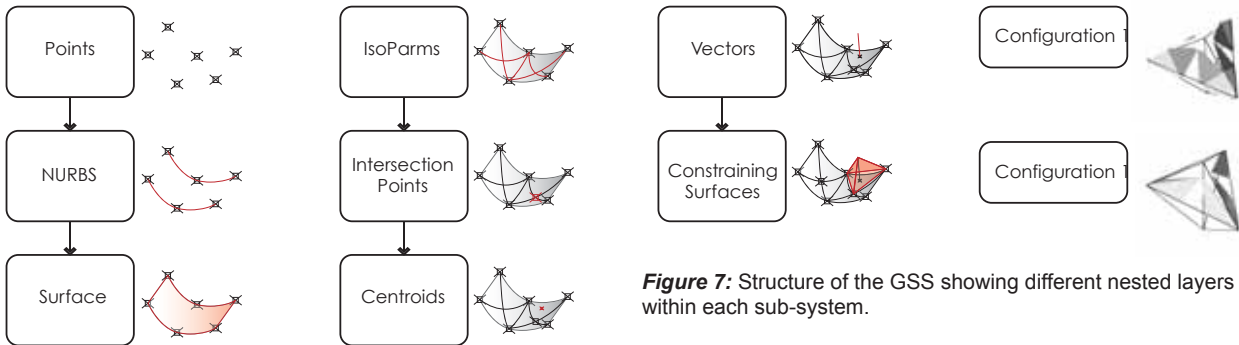 Points
NURBS
Surface
IsoParms
Intersection
Points
Centroids
Vectors
Constraining
Surfaces
Configuration 1
Configuration 1
Figure 7: Structure of the GSS showing different nested layers
within each sub-system.